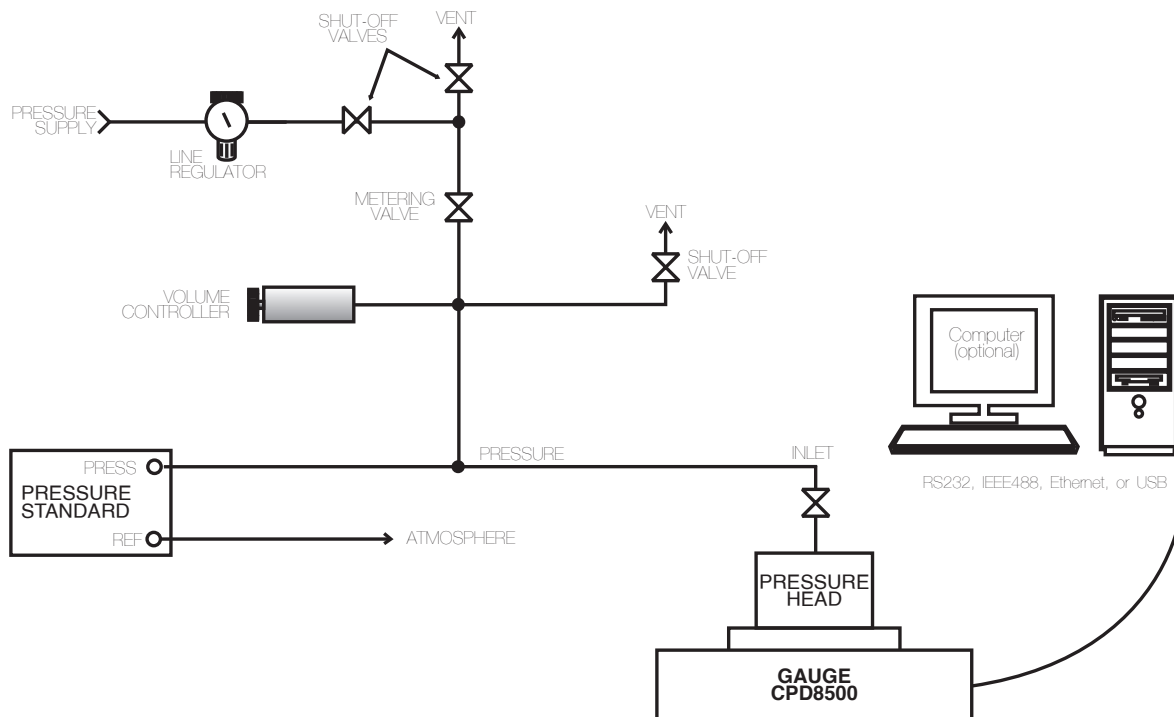 SHUT-OFF
VALVES
VENT
PRESSURE
SUPPLY
LINE
REGULATOR
METERING
VALVE
VENT
SHUT-OFF
VALVE
VOLUME
CONTROLLER
Computer
(optional)
PRESS
PRESSURE
STANDARD
REF
PRESSURE
INLET
RS232, IEEE488, Ethernet, or USB
ATMOSPHERE
PRESSURE
HEAD
GAUGE
CPD8500